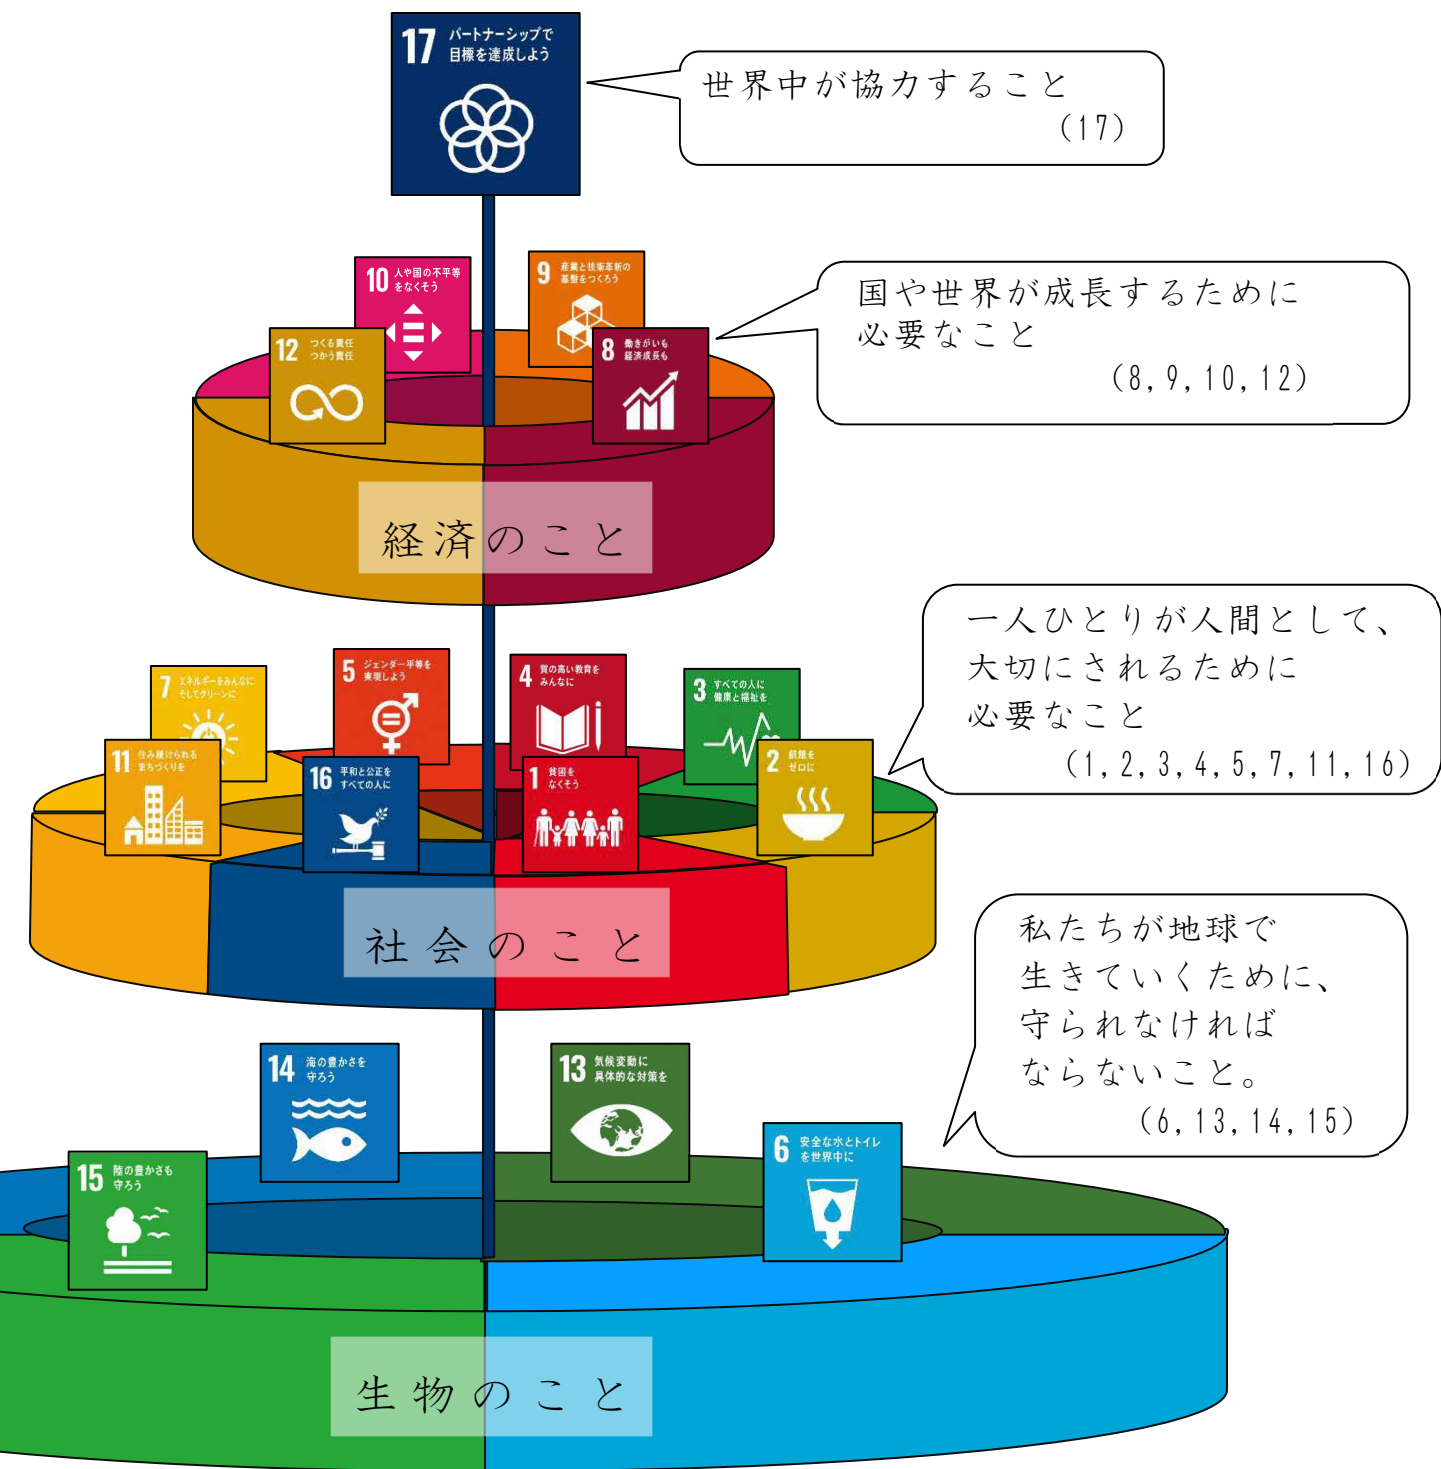 17 パートナーシップで
目標を達成しよう
世界中が協力すること
(17)
10 人や国の不平等
をなくそう
9 産業と技術革新の
基盤をつくろう
12 つくる責任
つかう責任
8 働きがいも
経済成長も
国や世界が成長するために
必要なこと
(8,9,10,12)
経済のこと
7 エネルギーをみんなに
そしてクリーンに
5 ジェンダー平等を
実現しよう
4 質の高い教育を
みんなに
3 すべての人に
健康と福祉を
11 住み続けられる
まちづくりを
16 平和と公正を
すべての人に
1 貧困を
なくそう
2 飢餓を
ゼロに
一人ひとりが人間として、
大切にされるために
必要なこと
(1,2,3,4,5,7,11,16)
社会のこと
14 海の豊かさを
守ろう
13 気候変動に
具体的な対策を
15 陸の豊かさも
守ろう
6 安全な水とトイレ
を世界中に
私たちが地球で
生きていくために、
守られなければ
ならないこと。
(6,13,14,15)
生物のこと